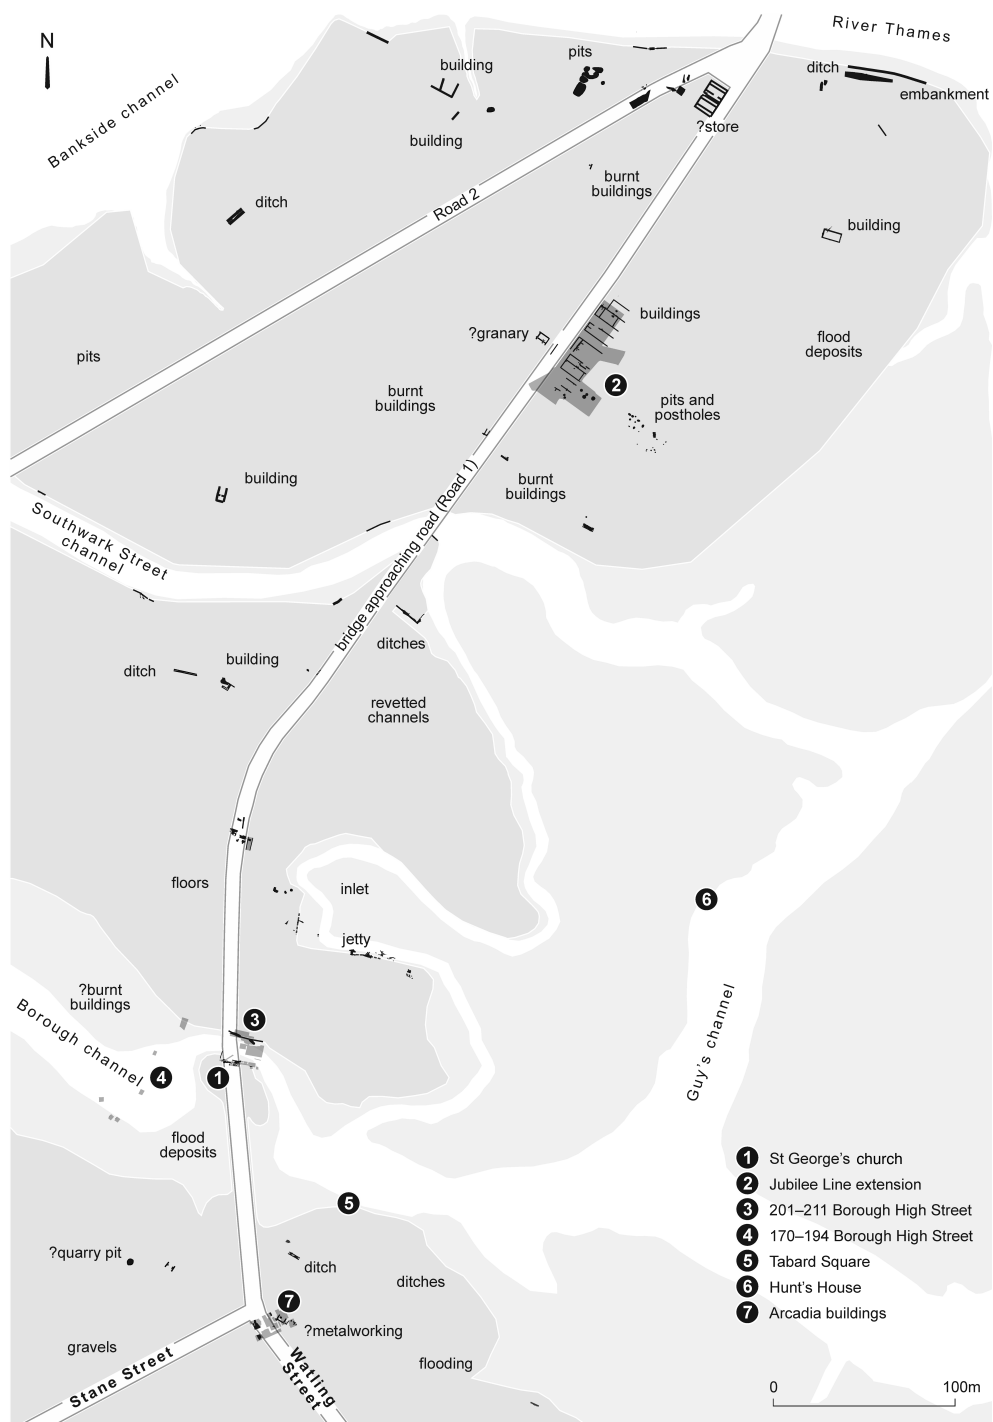 River Thames
N
Bankside channel
building
pits
ditch
embankment
building
?store
burnt
buildings
ditch
Road 2
building
?granary
buildings
flood
deposits
pits
2
burnt
buildings
pits and
postholes
building
burnt
buildings
bridge approaching road (Road 1)
Southwark Street
channel
ditches
ditch
building
revetted
channels
floors
inlet
6
jetty
?burnt
buildings
3
Borough channel
4
1
Guy's channel
flood
deposits
5
?quarry pit
ditch
ditches
7
?metalworking
gravels
Stane Street
Watling
Street
flooding
1 St George's church
2 Jubilee Line extension
3 201–211 Borough High Street
4 170–194 Borough High Street
5 Tabard Square
6 Hunt's House
7 Arcadia buildings
0 100m